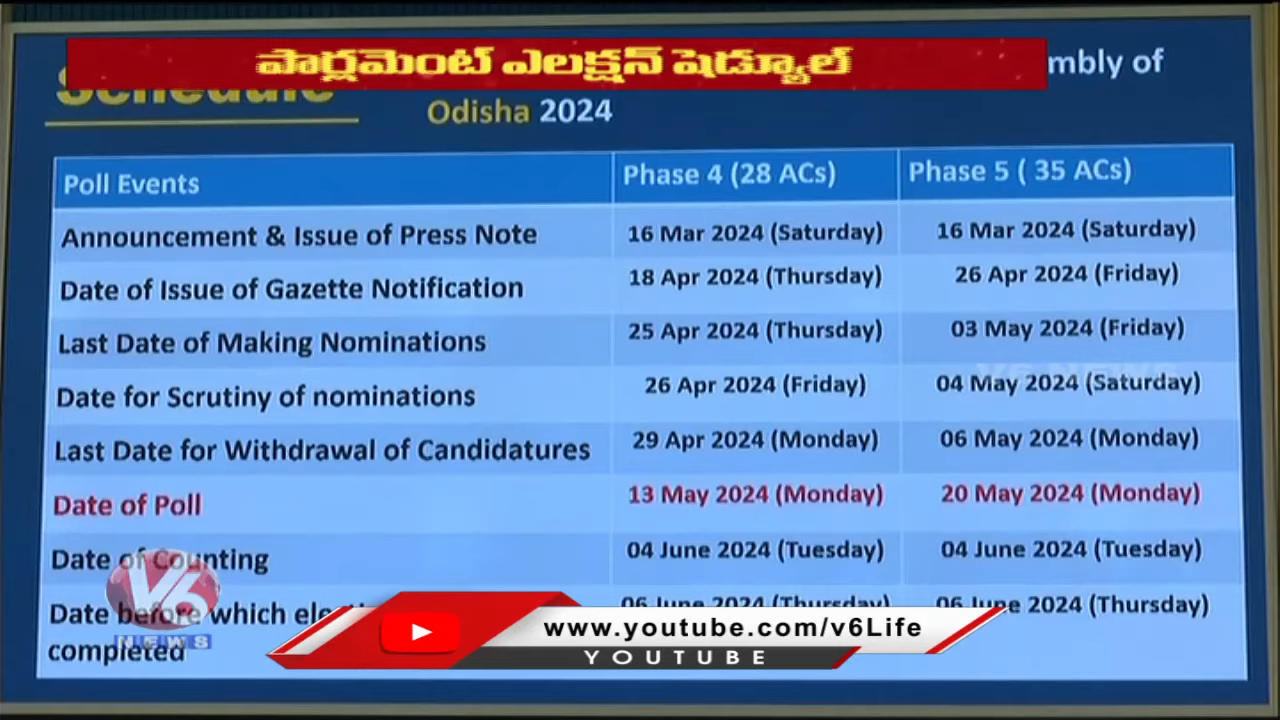 పార్లమెంట్ ఎలక్షన్ షెడ్యూల్
Schedule
mbly of
Odisha 2024
Poll Events Phase 4 (28 ACs) Phase 5 ( 35 ACs)
Announcement & Issue of Press Note 16 Mar 2024 (Saturday) 16 Mar 2024 (Saturday)
Date of Issue of Gazette Notification 18 Apr 2024 (Thursday) 26 Apr 2024 (Friday)
Last Date of Making Nominations 25 Apr 2024 (Thursday) 03 May 2024 (Friday)
Date for Scrutiny of nominations 26 Apr 2024 (Friday) 04 May 2024 (Saturday)
Last Date for Withdrawal of Candidatures 29 Apr 2024 (Monday) 06 May 2024 (Monday)
Date of Poll 13 May 2024 (Monday) 20 May 2024 (Monday)
Date of Counting 04 June 2024 (Tuesday) 04 June 2024 (Tuesday)
Date before which 06 June 2024 (Thursday) 06 June 2024 (Thursday)
completed
V6
NEWS
www.youtube.com/v6Life
YOUTUBE